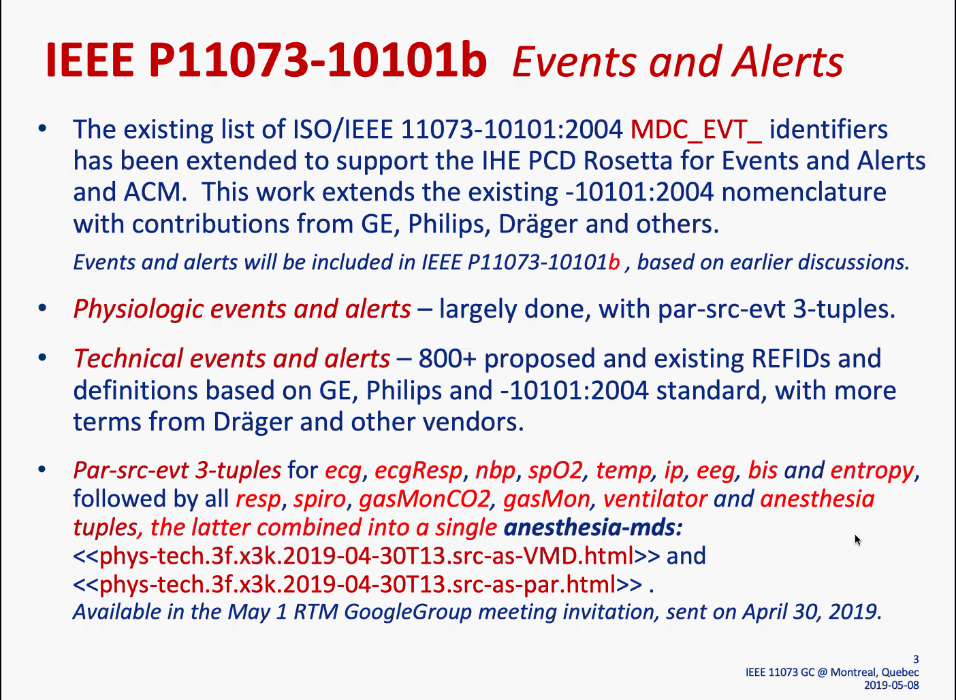 IEEE P11073-10101b Events and Alerts
• The existing list of ISO/IEEE 11073-10101:2004 MDC_EVT_ identifiers
has been extended to support the IHE PCD Rosetta for Events and Alerts
and ACM. This work extends the existing -10101:2004 nomenclature
with contributions from GE, Philips, Dräger and others.
Events and alerts will be included in IEEE P11073-10101b , based on earlier discussions.
• Physiologic events and alerts – largely done, with par-src-evt 3-tuples.
• Technical events and alerts – 800+ proposed and existing REFIDs and
definitions based on GE, Philips and -10101:2004 standard, with more
terms from Dräger and other vendors.
• Par-src-evt 3-tuples for ecg, ecgResp, nbp, spO2, temp, ip, eeg, bis and entropy,
followed by all resp, spiro, gasMonCO2, gasMon, ventilator and anesthesia
tuples, the latter combined into a single anesthesia-mds:
<<phys-tech.3f.x3k.2019-04-30T13.src-as-VMD.html>> and
<<phys-tech.3f.x3k.2019-04-30T13.src-as-par.html>> .
Available in the May 1 RTM GoogleGroup meeting invitation, sent on April 30, 2019.
3
IEEE 11073 GC @ Montreal, Quebec
2019-05-08